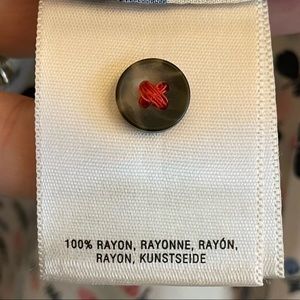 100% RAYON, RAYONNE, RAYÓN,
RAYON, KUNSTSEIDE